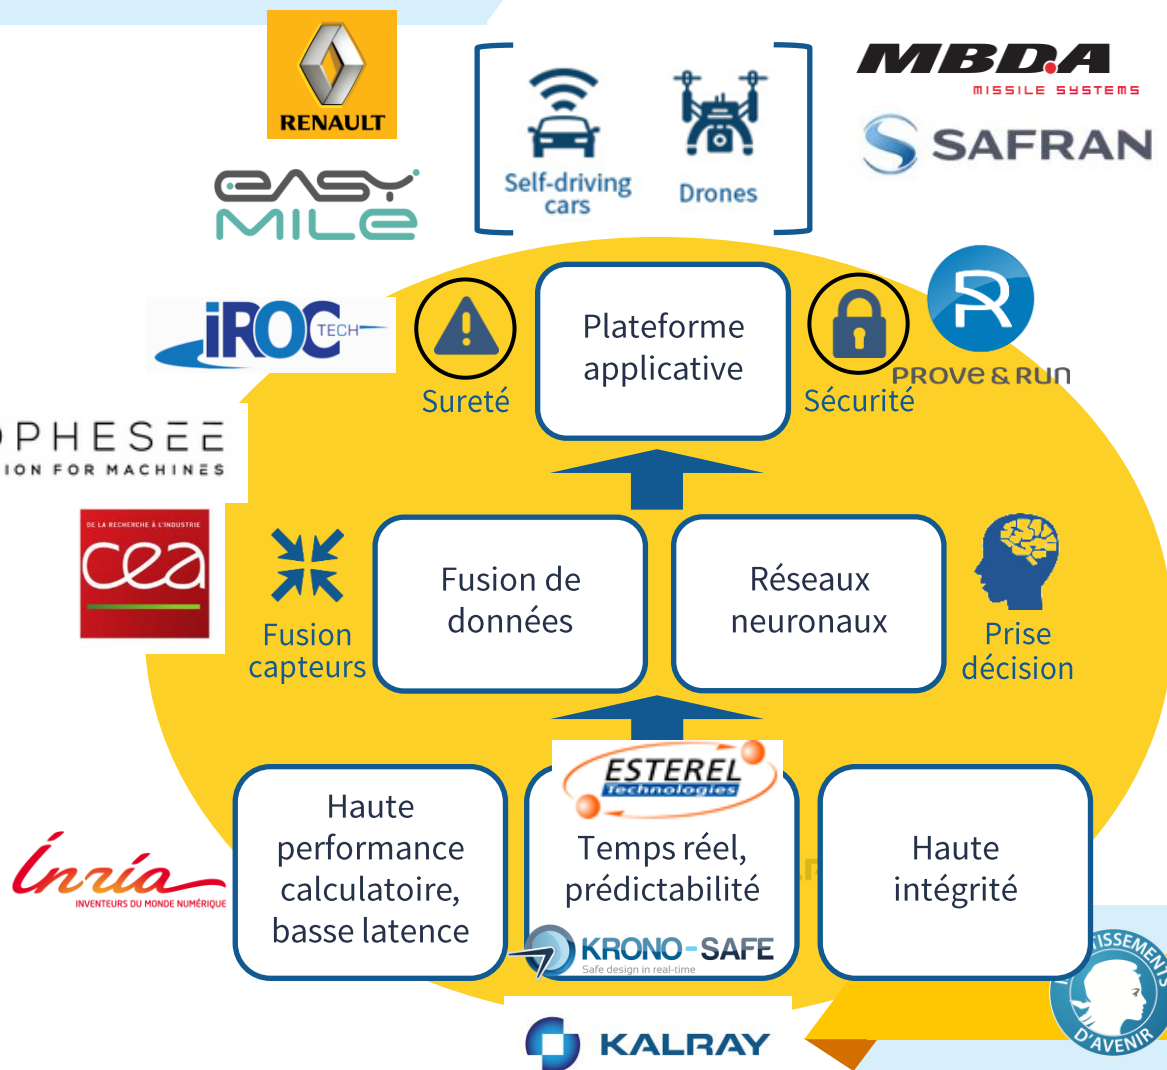 RENAULT
EASY
MILE
Self-driving
cars
Drones
MBDA
MISSILE SYSTEMS
SAFRAN
iROC
TECH
Sureté
Plateforme
applicative
Sécurité
PROVE & RUN
OPHESEE
ION FOR MACHINES
DE LA RECHERCHE À L'INDUSTRIE
cea
Fusion
capteurs
Fusion de
données
Réseaux
neuronaux
Prise
décision
Haute
performance
calculatoire,
basse latence
ESTEREL
Technologies
Temps réel,
prédictabilité
KRONO-SAFE
Safe design in real-time
Haute
intégrité
Inría
INVENTEURS DU MONDE NUMÉRIQUE
KALRAY
TISSEMENTS
D'AVENIR